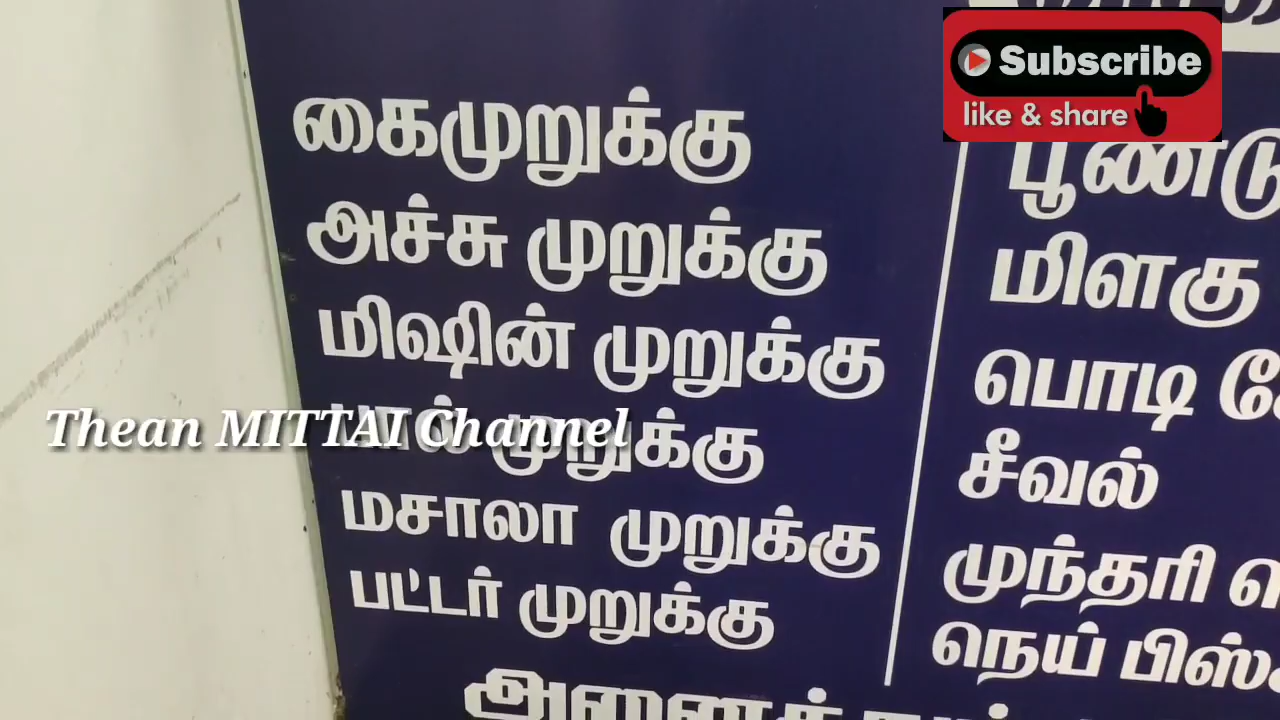 Subscribe
like & share
கைமுறுக்கு
அச்சு முறுக்கு
மிஷின் முறுக்கு
பால் முறுக்கு
மசாலா முறுக்கு
பட்டர் முறுக்கு
Thean MITTAI Channel
பூண்டு
மிளகு
பொடி
சீவல்
முந்தரி
நெய்